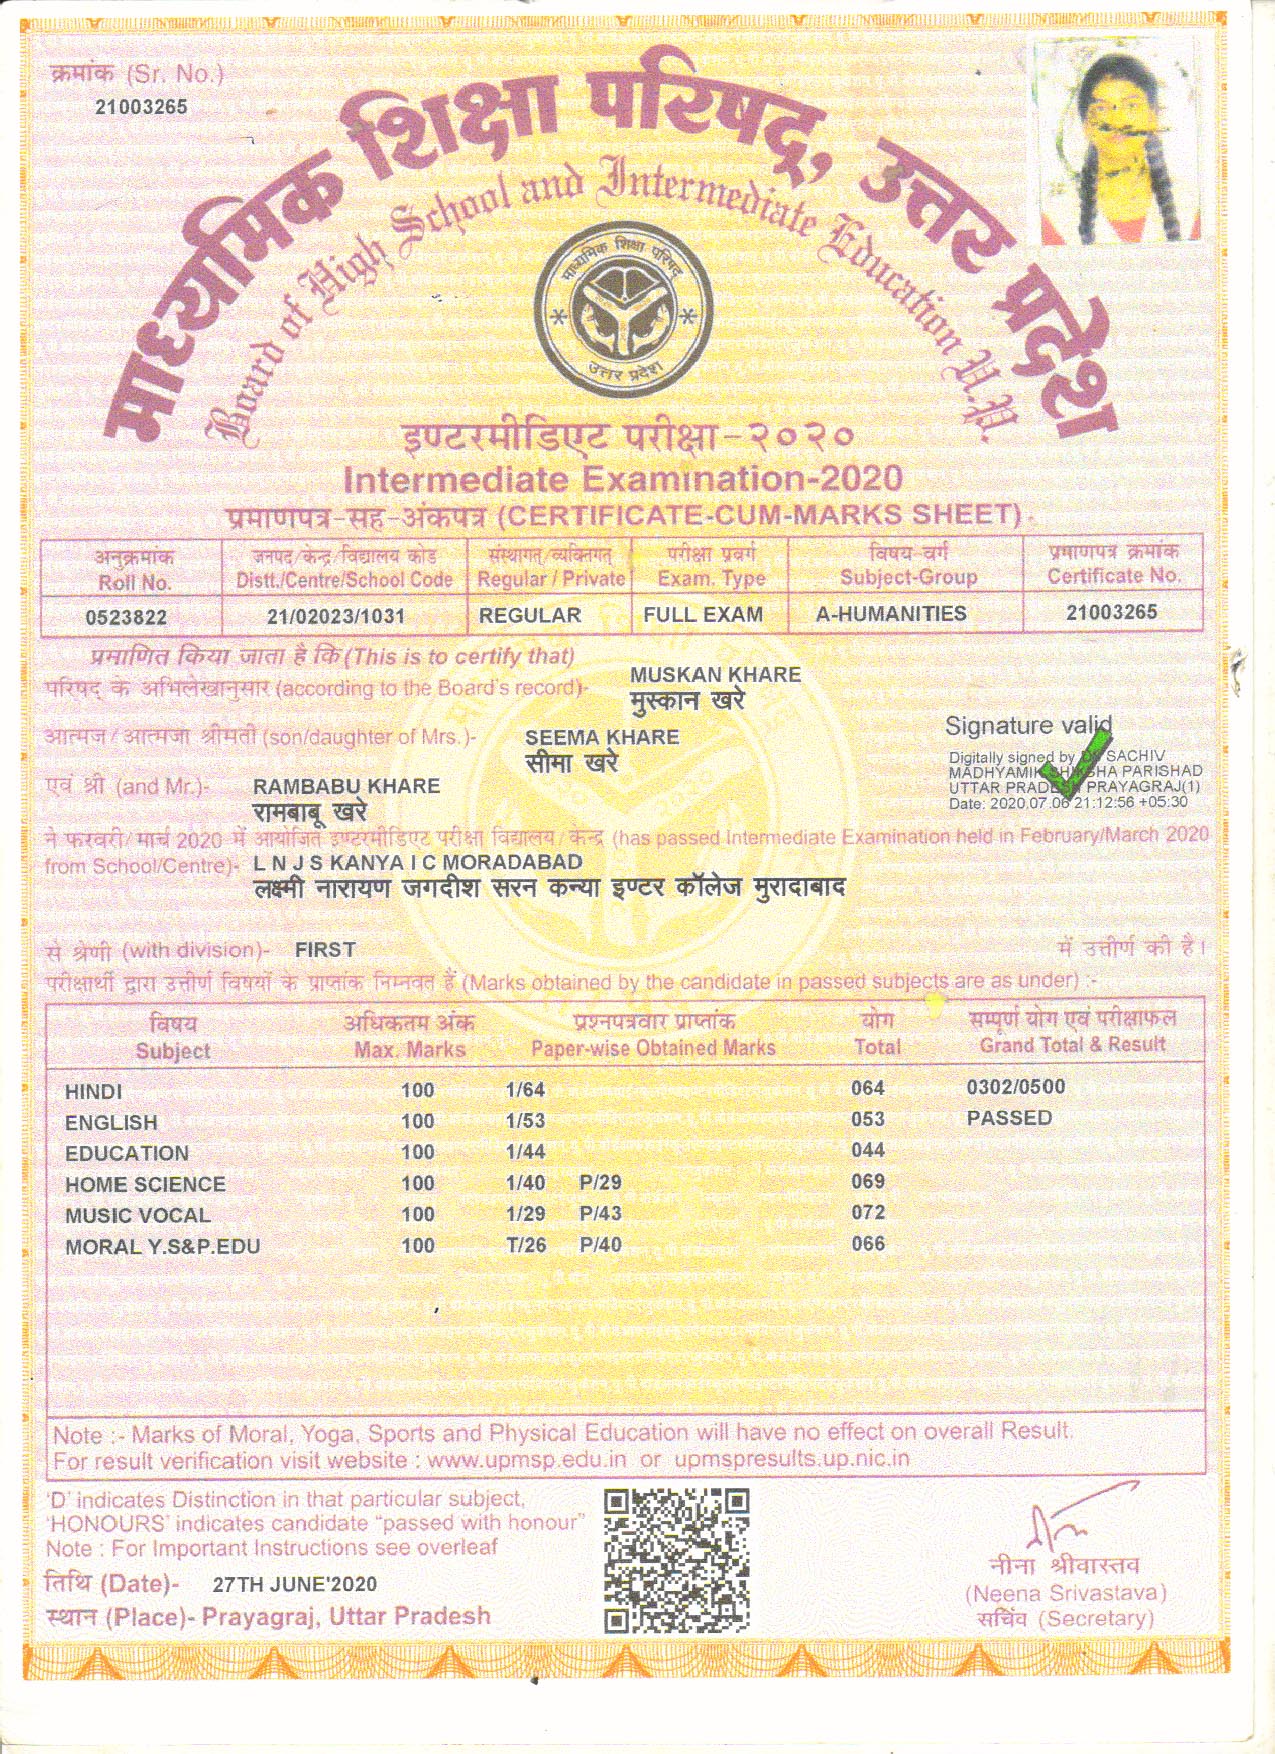 क्रमांक (Sr. No.)
21003265
माध्यमिक शिक्षा परिषद्, उत्तर प्रदेश
Board of High School and Intermediate Education U.P.
माध्यमिक शिक्षा परिषद्
उत्तर प्रदेश
इण्टरमीडिएट परीक्षा-२०२०
Intermediate Examination-2020
प्रमाणपत्र-सह-अंकपत्र (CERTIFICATE-CUM-MARKS SHEET)
अनुक्रमांक जनपद/केन्द्र/विद्यालय कोड संस्थागत/व्यक्तिगत परीक्षा प्रवर्ग विषय वर्ग प्रमाणपत्र क्रमांक
Roll No. Distt./Centre/School Code Regular / Private Exam. Type Subject-Group Certificate No.
0523822 21/02023/1031 REGULAR FULL EXAM A-HUMANITIES 21003265
प्रमाणित किया जाता है कि (This is to certify that)
परिषद् के अभिलेखानुसार (according to the Board's record)- MUSKAN KHARE
मुस्कान खरे
आत्मज / आत्मजा श्रीमती (son/daughter of Mrs.)- SEEMA KHARE
सीमा खरे
एवं श्री (and Mr.)- RAMBABU KHARE
रामबाबू खरे
Signature valid
Digitally signed by SACHIV
MADHYAMIK SHIKSHA PARISHAD
UTTAR PRADESH PRAYAGRAJ(1)
Date: 2020.07.06 21:12:56 +05:30
ने फरवरी/मार्च 2020 में आयोजित इण्टरमीडिएट परीक्षा विद्यालय/केन्द्र (has passed Intermediate Examination held in February/March 2020
from School/Centre)- L N J S KANYA I C MORADABAD
लक्ष्मी नारायण जगदीश सरन कन्या इण्टर कॉलेज मुरादाबाद
से श्रेणी (with division)- FIRST में उत्तीर्ण की है।
परीक्षार्थी द्वारा उत्तीर्ण विषयों के प्राप्तांक निम्नवत हैं (Marks obtained by the candidate in passed subjects are as under) :-
विषय अधिकतम अंक प्रश्नपत्रवार प्राप्तांक योग सम्पूर्ण योग एवं परीक्षाफल
Subject Max. Marks Paper-wise Obtained Marks Total Grand Total & Result
HINDI 100 1/64 064 0302/0500
ENGLISH 100 1/53 053 PASSED
EDUCATION 100 1/44 044
HOME SCIENCE 100 1/40 P/29 069
MUSIC VOCAL 100 1/29 P/43 072
MORAL Y.S&P.EDU 100 T/26 P/40 066
Note :- Marks of Moral, Yoga, Sports and Physical Education will have no effect on overall Result.
For result verification visit website : www.upmsp.edu.in or upmspresults.up.nic.in
'D' indicates Distinction in that particular subject,
'HONOURS' indicates candidate "passed with honour"
Note : For Important Instructions see overleaf
तिथि (Date)- 27TH JUNE'2020
स्थान (Place)- Prayagraj, Uttar Pradesh
नीना श्रीवास्तव
(Neena Srivastava)
सचिव (Secretary)